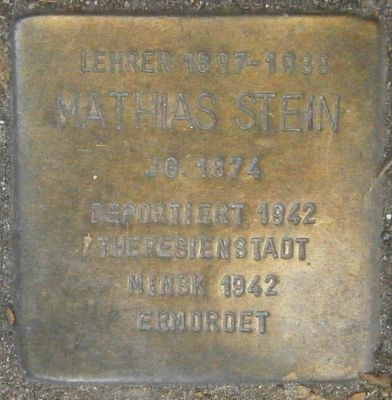 LEHRER 1897-1938
MATHIAS STEIN
JG. 1874
DEPORTIERT 1942
THERESIENSTADT
MINSK 1942
ERMORDET